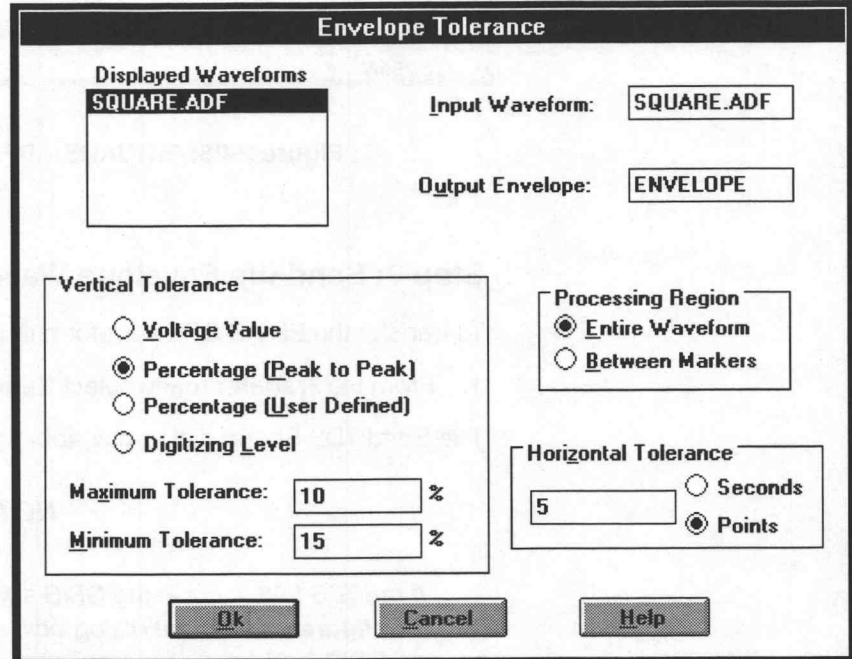 Envelope Tolerance
Displayed Waveforms
SQUARE.ADF
Input Waveform: SQUARE.ADF
Output Envelope: ENVELOPE
Vertical Tolerance
Voltage Value
Percentage (Peak to Peak)
Percentage (User Defined)
Digitizing Level
Maximum Tolerance: 10 %
Minimum Tolerance: 15 %
Processing Region
Entire Waveform
Between Markers
Horizontal Tolerance
5
Seconds
Points
Ok
Cancel
Help